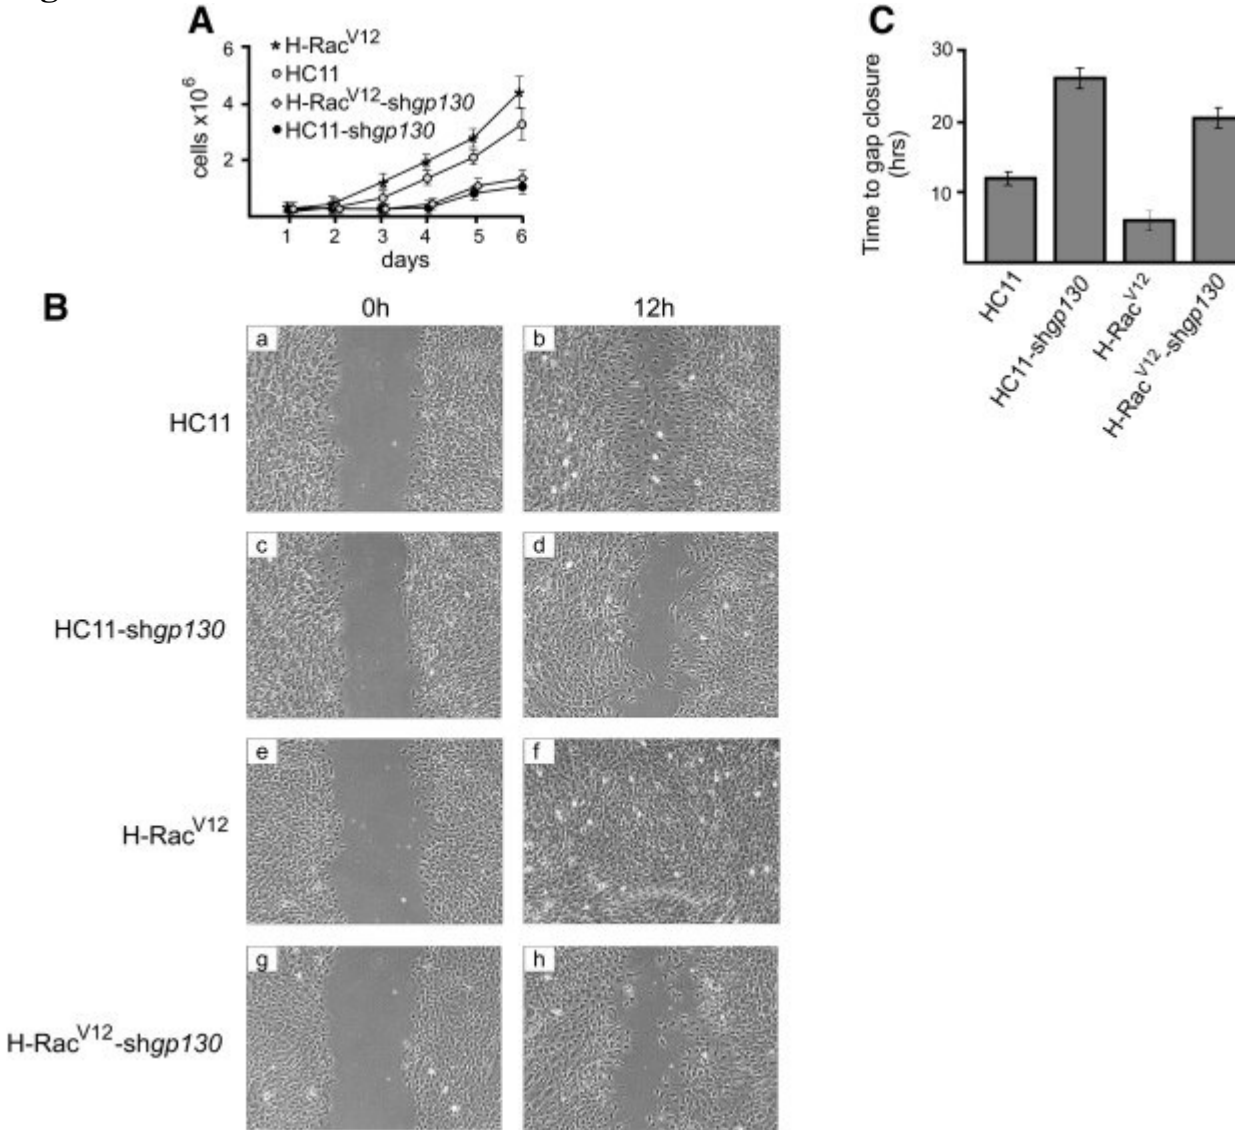 A
6
4
2
cells x10⁶
H-Rac^V12
HC11
H-Rac^V12-shgp130
HC11-shgp130
1 2 3 4 5 6
days
C
30
20
10
Time to gap closure
(hrs)
HC11
HC11-shgp130
H-Rac^V12
H-Rac^V12-shgp130
B
0h 12h
HC11
a b
HC11-shgp130
c d
H-Rac^V12
e f
H-Rac^V12-shgp130
g h